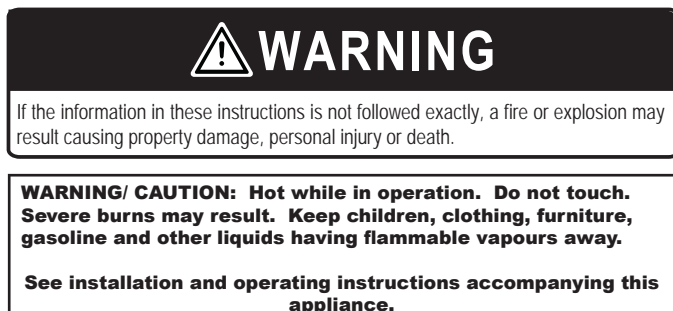 WARNING
If the information in these instructions is not followed exactly, a fire or explosion may
result causing property damage, personal injury or death.
WARNING/ CAUTION: Hot while in operation. Do not touch.
Severe burns may result. Keep children, clothing, furniture,
gasoline and other liquids having flammable vapours away.
See installation and operating instructions accompanying this
appliance.